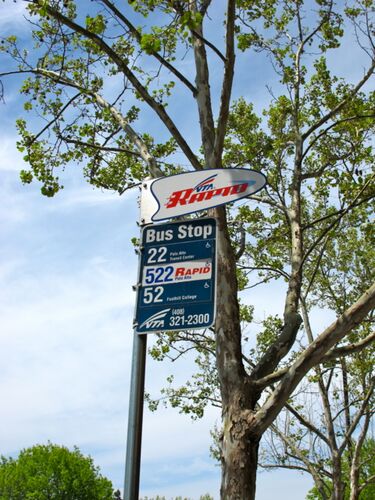 VTA
RAPID
Bus Stop
22 Palo Alto
Transit Center
522 RAPID
Palo Alto
52 Foothill College
VTA (408)
321-2300